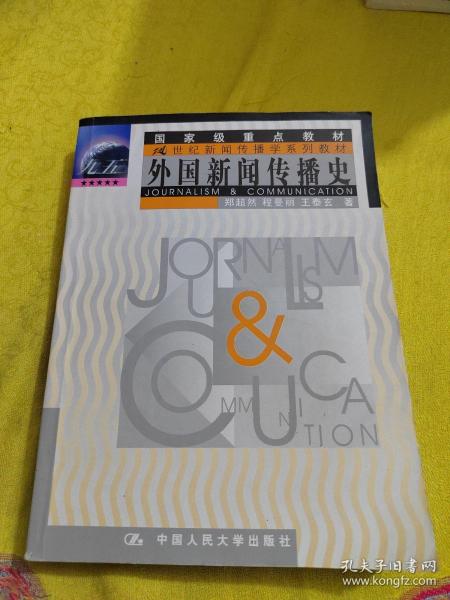 国家级重点教材
21世纪新闻传播学系列教材
外国新闻传播史
JOURNALISM & COMMUNICATION
郑超然 程曼丽 王泰玄 著
★★★★★
JOURNALISM
&
COMMUNICATION
中国人民大学出版社
孔夫子旧书网
www.kongfz.com